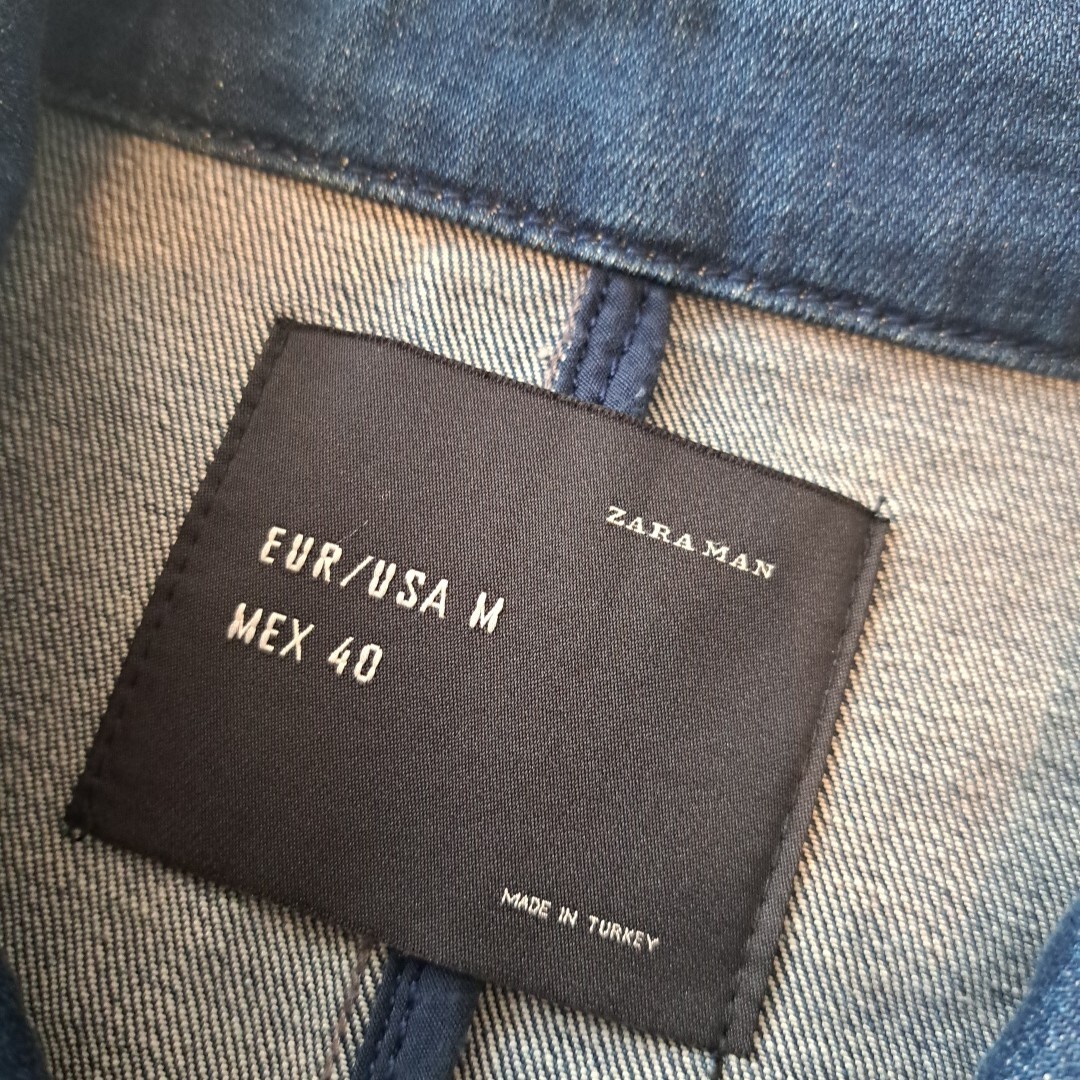 ZARA MAN
EUR/USA M
MEX 40
MADE IN TURKEY